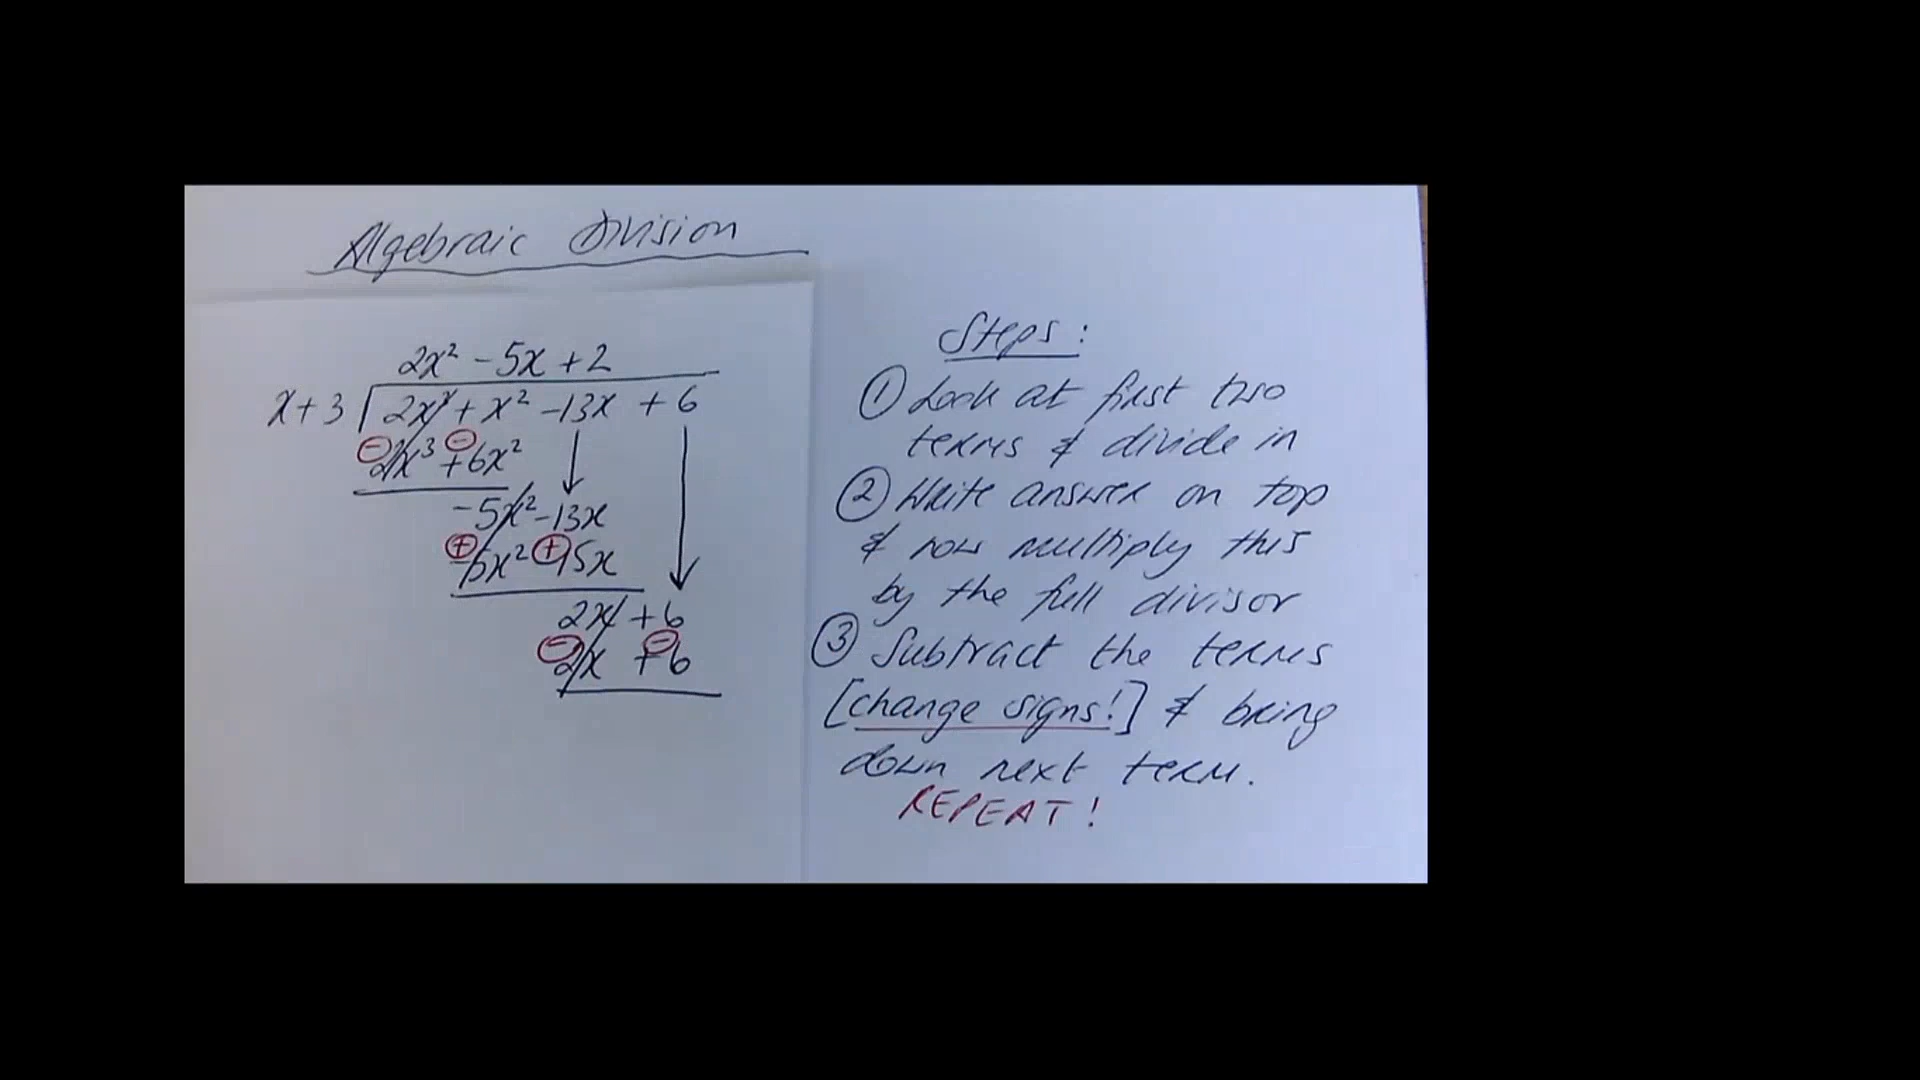 Algebraic Division
2x² - 5x + 2
x + 3 2x³ + x² - 13x + 6
- 2x³ - + 6x²
- 5x² - 13x
+ - 5x² + - 15x
2x + 6
- 2x - + 6
Steps:
① Look at first two
terms & divide in
② Write answer on top
& now multiply this
by the full divisor
③ Subtract the terms
[change signs!] & bring
down next term.
REPEAT!